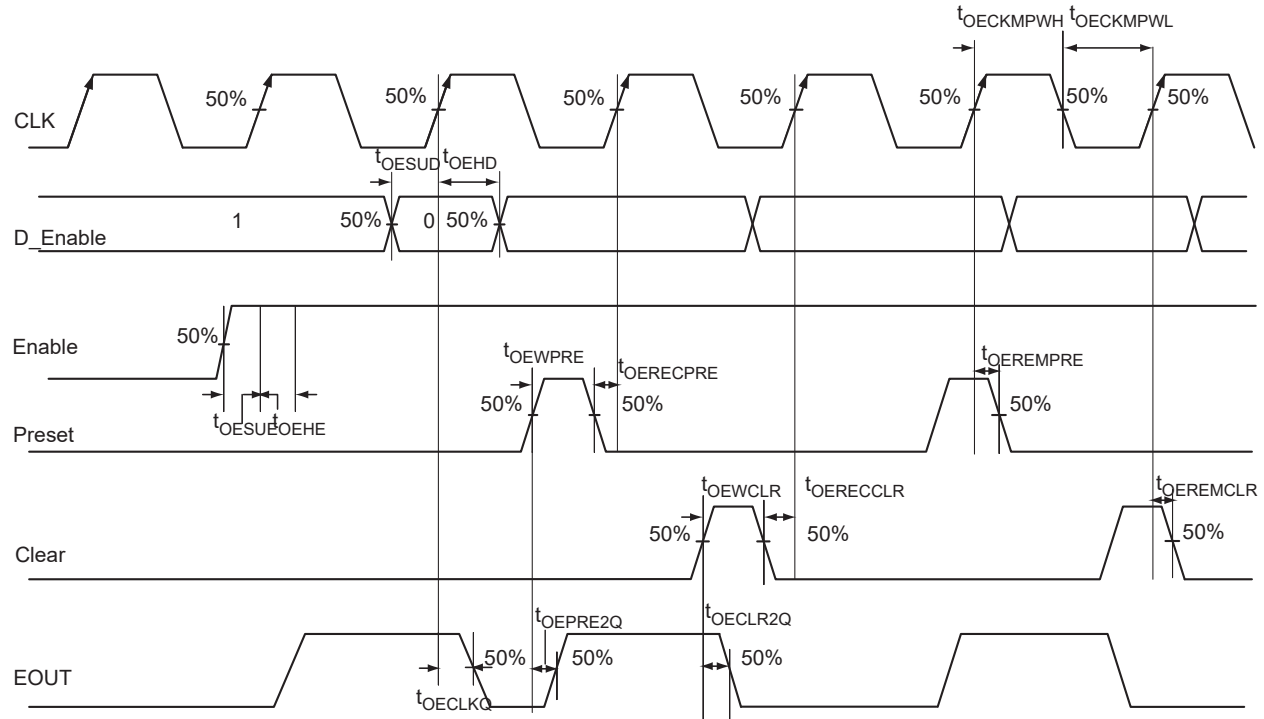 tOECKMPWH tOECKMPWL
CLK
50% 50% 50% 50% 50% 50% 50%
tOESUD tOEHD
D_Enable
1 50% 0 50%
Enable
50%
tOESUE tOEHE
tOEWPRE tOERECPRE tOEREMPRE
Preset
50% 50% 50%
tOEWCLR tOERECCLR tOEREMCLR
Clear
50% 50% 50%
tOEPRE2Q tOECLR2Q
EOUT
50% 50% 50%
tOECLKQ